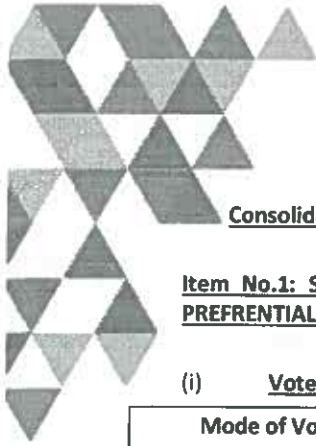 Consolid
Item No.1: S
PREFRENTIAL
(i) Vote
Mode of Vo